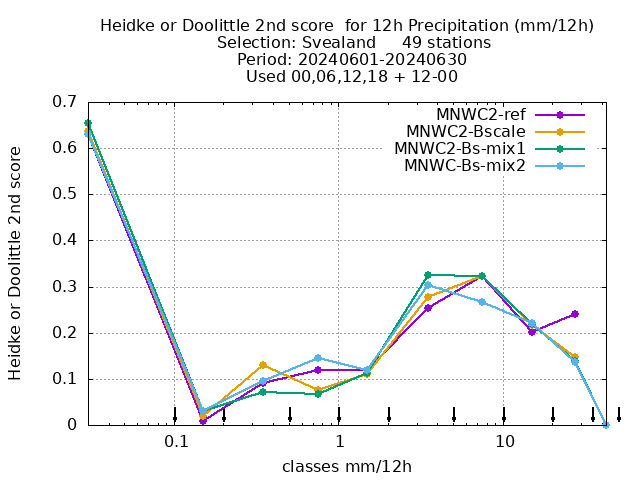 Heidke or Doolittle 2nd score  for 12h Precipitation (mm/12h)
Selection: Svealand     49 stations
Period: 20240601-20240630
Used 00,06,12,18 + 12-00
MNWC2-ref
MNWC2-Bscale
MNWC2-Bs-mix1
MNWC-Bs-mix2
Heidke or Doolittle 2nd score
0.7
0.6
0.5
0.4
0.3
0.2
0.1
0
0.1 1 10
classes mm/12h